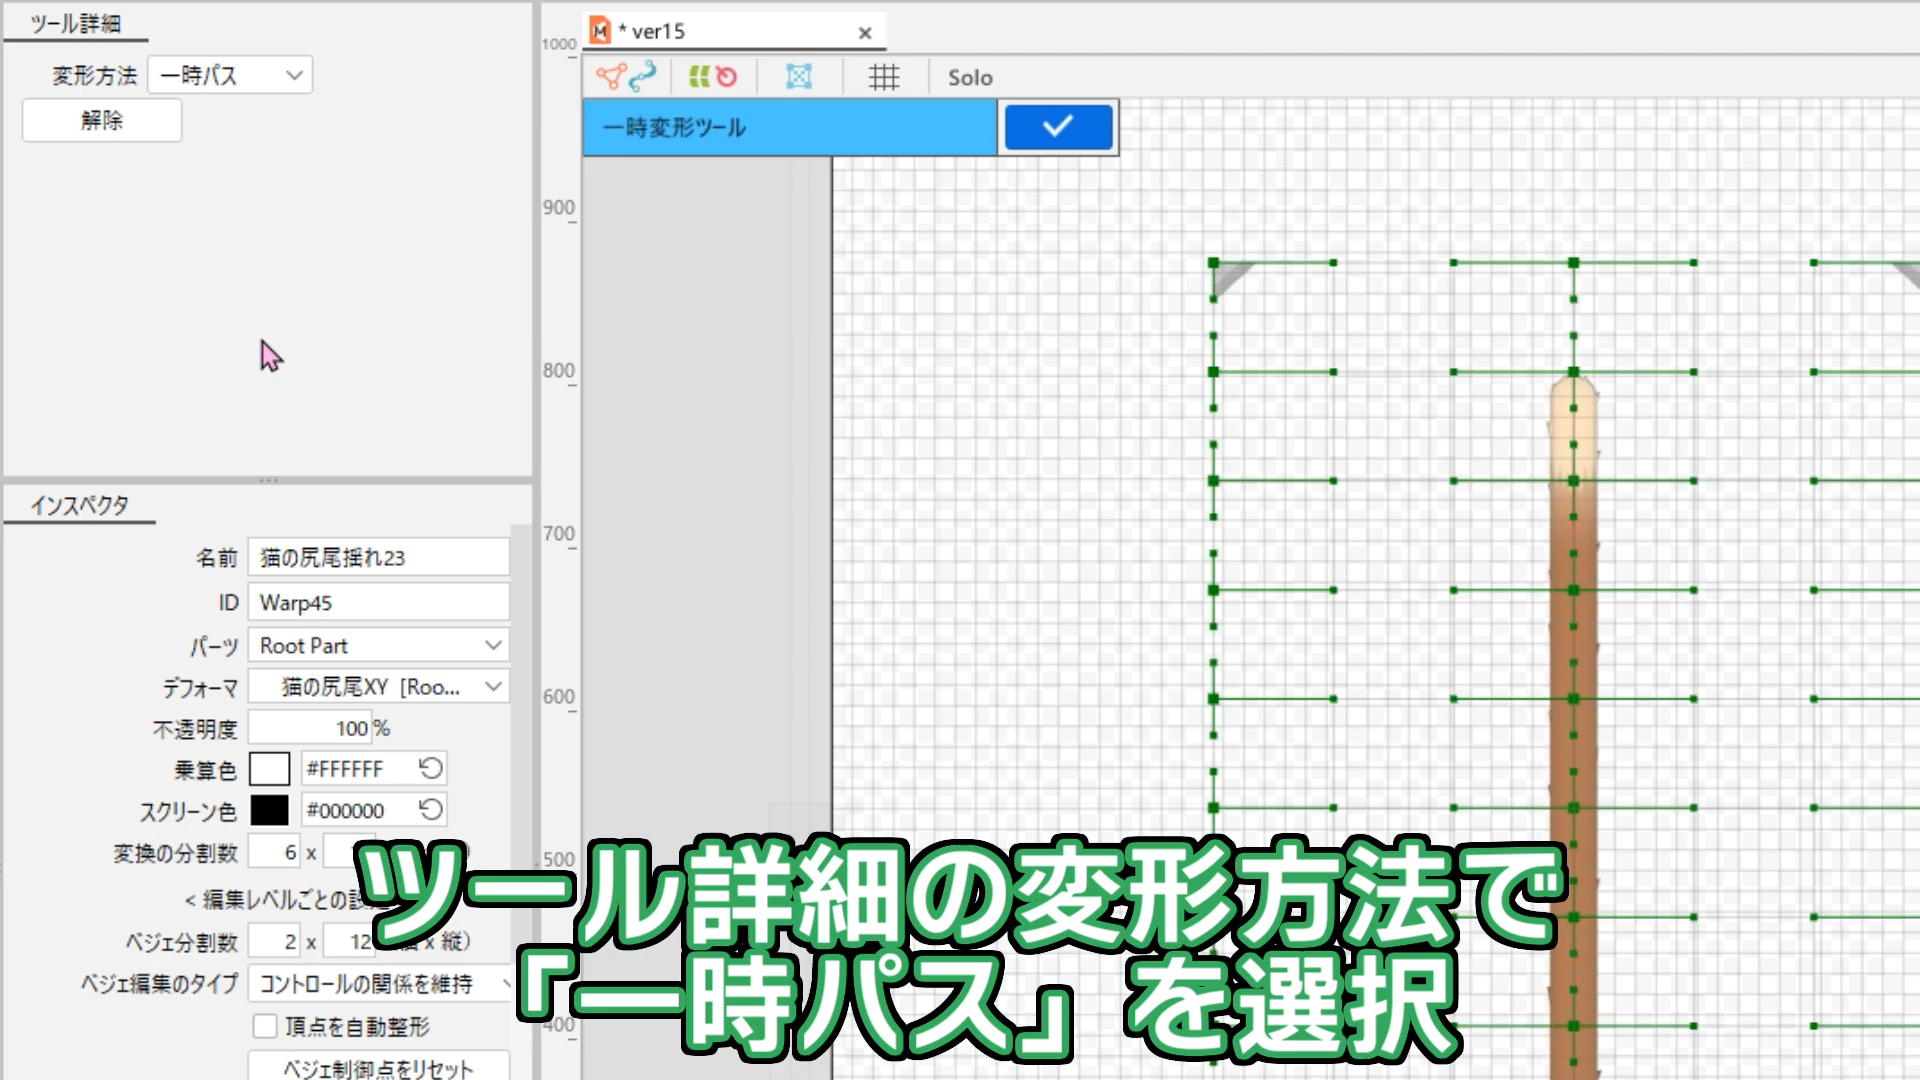 ツール詳細
変形方法 一時パス
解除
インスペクタ
名前 猫の尻尾揺れ23
ID Warp45
パーツ Root Part
デフォーマ 猫の尻尾XY [Roo...
不透明度 100 %
乗算色 #FFFFFF
スクリーン色 #000000
変換の分割数 6 x
< 編集レベルごとの設定
ベジェ分割数 2 x 12 x 縦)
ベジェ編集のタイプ コントロールの関係を維持
頂点を自動整形
ベジェ制御点をリセット
* ver15
Solo
一時変形ツール
1000
900
800
700
600
500
400
ツール詳細の変形方法で
「一時パス」を選択